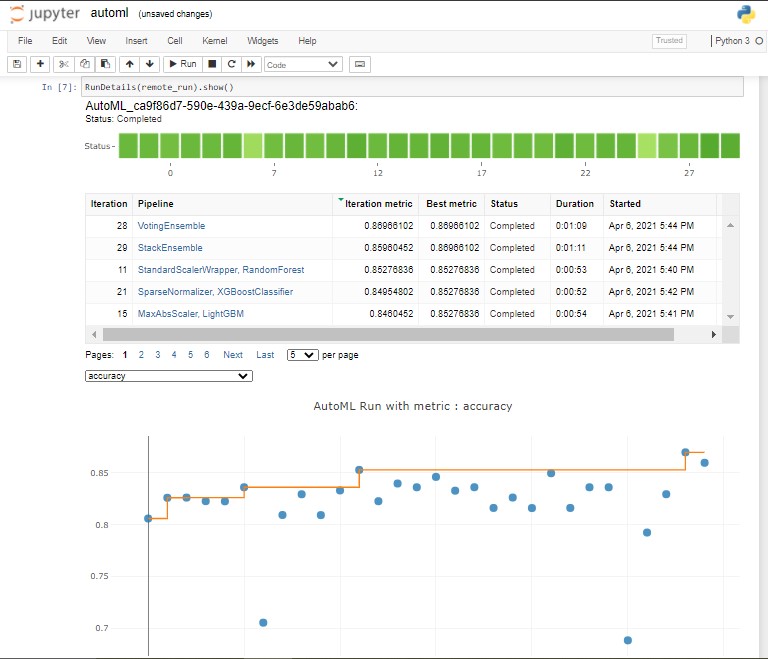 jupyter automl (unsaved changes)
File Edit View Insert Cell Kernel Widgets Help
Trusted Python 3
Run Code
In [7]: RunDetails(remote_run).show()
AutoML_ca9f86d7-590e-439a-9ecf-6e3de59abab6:
Status: Completed
Status
0 7 12 17 22 27
Iteration Pipeline Iteration metric Best metric Status Duration Started
28 VotingEnsemble 0.86966102 0.86966102 Completed 0:01:09 Apr 6, 2021 5:44 PM
29 StackEnsemble 0.85960452 0.86966102 Completed 0:01:11 Apr 6, 2021 5:44 PM
11 StandardScalerWrapper, RandomForest 0.85276836 0.85276836 Completed 0:00:53 Apr 6, 2021 5:40 PM
21 SparseNormalizer, XGBoostClassifier 0.84954802 0.85276836 Completed 0:00:52 Apr 6, 2021 5:42 PM
15 MaxAbsScaler, LightGBM 0.8460452 0.85276836 Completed 0:00:54 Apr 6, 2021 5:41 PM
Pages: 1 2 3 4 5 6 Next Last 5 per page
accuracy
AutoML Run with metric : accuracy
0.85
0.8
0.75
0.7